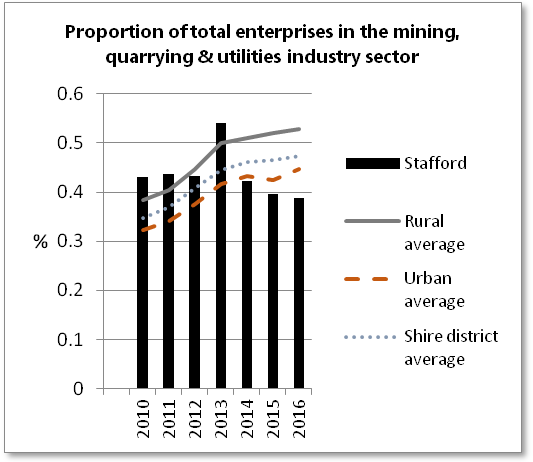 Proportion of total enterprises in the mining,
quarrying & utilities industry sector
0.6
0.5
0.4
0.3
0.2
0.1
0
%
2010
2011
2012
2013
2014
2015
2016
Stafford
Rural
average
Urban
average
Shire district
average